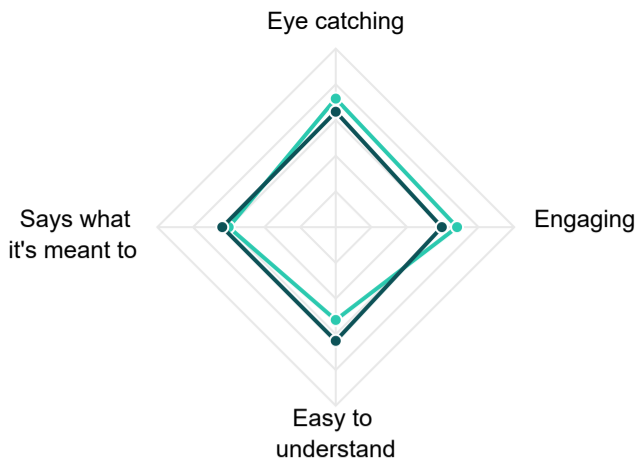 Eye catching
Says what
it's meant to
Engaging
Easy to
understand